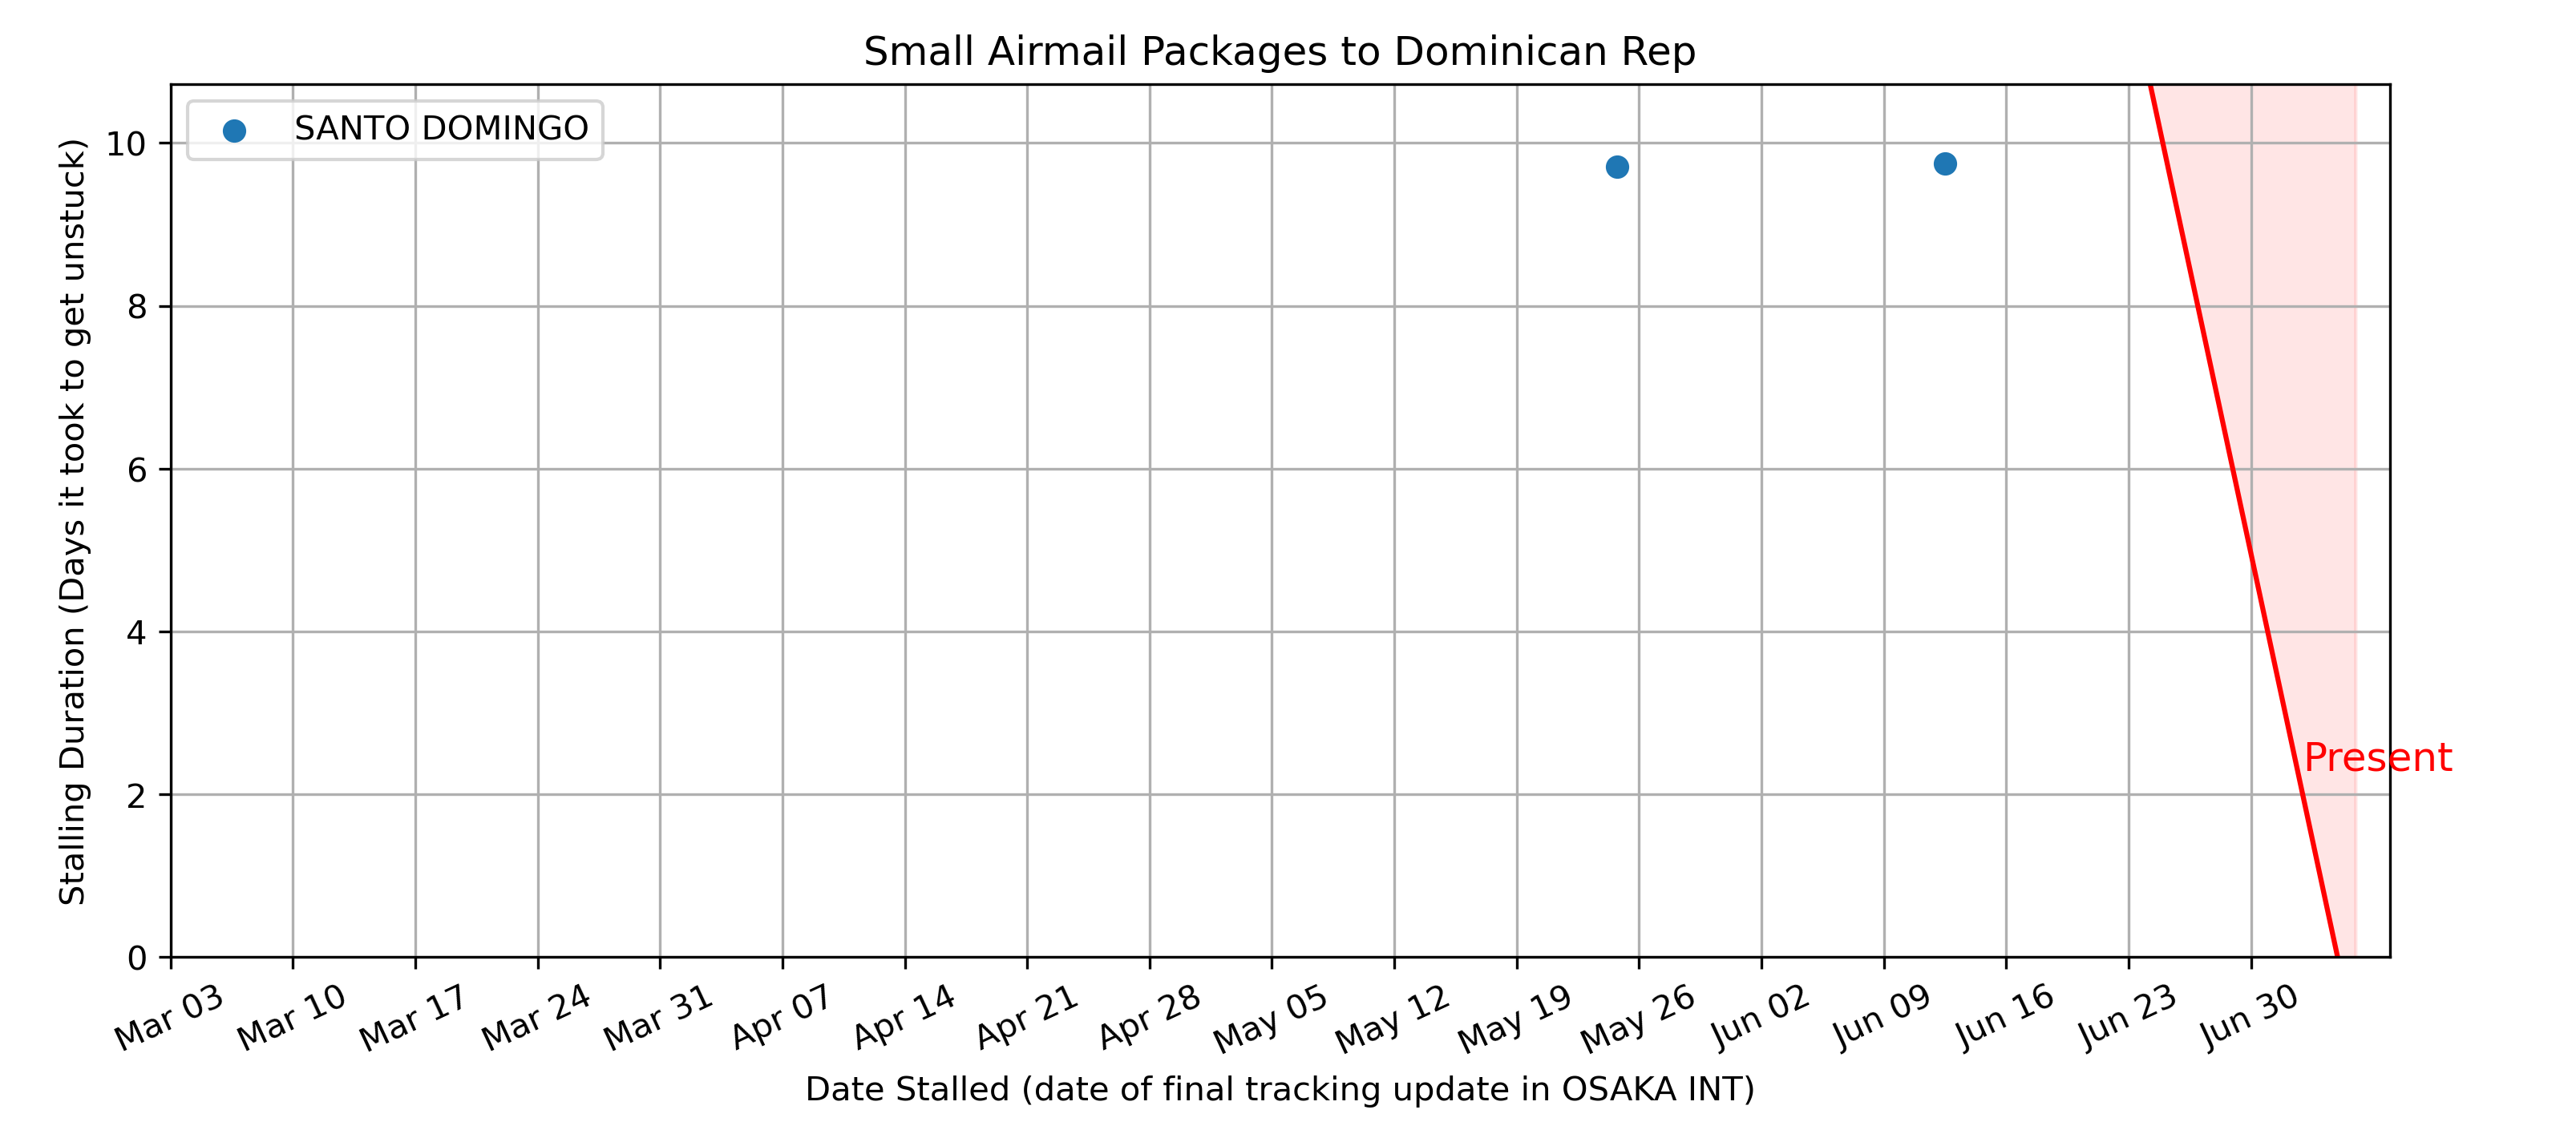 Small Airmail Packages to Dominican Rep
SANTO DOMINGO
Stalling Duration (Days it took to get unstuck)
10
8
6
4
2
0
Present
Mar 03
Mar 10
Mar 17
Mar 24
Mar 31
Apr 07
Apr 14
Apr 21
Apr 28
May 05
May 12
May 19
May 26
Jun 02
Jun 09
Jun 16
Jun 23
Jun 30
Date Stalled (date of final tracking update in OSAKA INT)